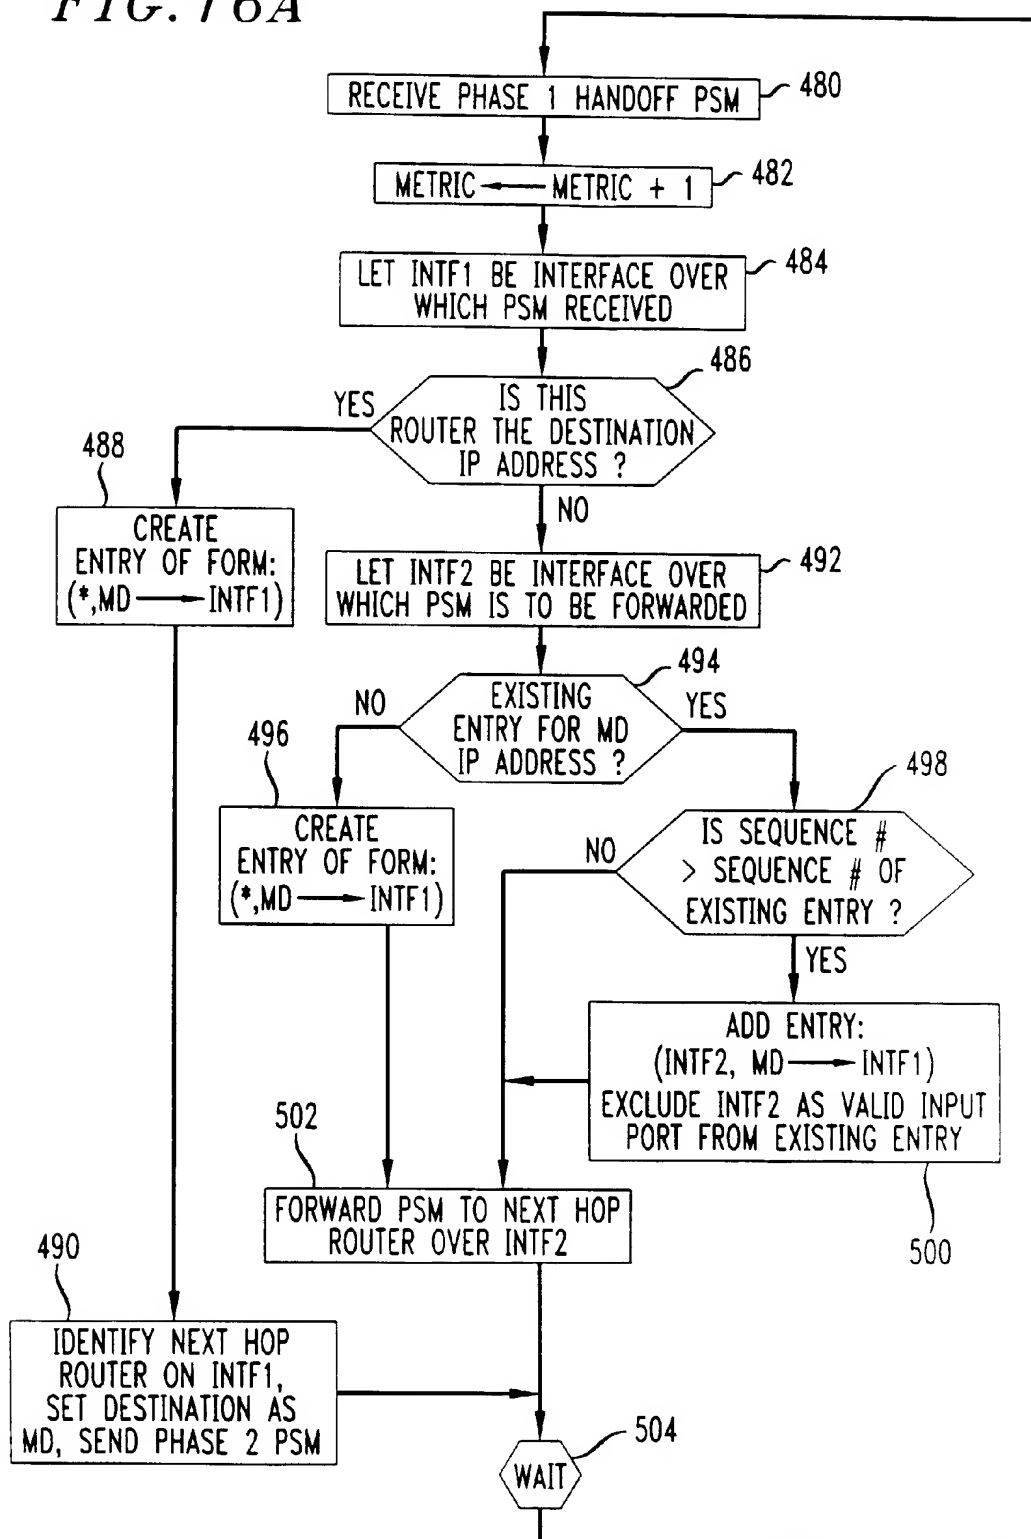 FIG. 16A
RECEIVE PHASE 1 HANDOFF PSM
480
METRIC ← METRIC + 1
482
LET INTF1 BE INTERFACE OVER
WHICH PSM RECEIVED
484
IS THIS
ROUTER THE DESTINATION
IP ADDRESS ?
486
YES
NO
488
CREATE
ENTRY OF FORM:
(*,MD → INTF1)
LET INTF2 BE INTERFACE OVER
WHICH PSM IS TO BE FORWARDED
492
EXISTING
ENTRY FOR MD
IP ADDRESS ?
494
NO
YES
496
CREATE
ENTRY OF FORM:
(*,MD → INTF1)
IS SEQUENCE #
> SEQUENCE # OF
EXISTING ENTRY ?
498
NO
YES
ADD ENTRY:
(INTF2, MD → INTF1)
EXCLUDE INTF2 AS VALID INPUT
PORT FROM EXISTING ENTRY
500
502
FORWARD PSM TO NEXT HOP
ROUTER OVER INTF2
490
IDENTIFY NEXT HOP
ROUTER ON INTF1,
SET DESTINATION AS
MD, SEND PHASE 2 PSM
WAIT
504